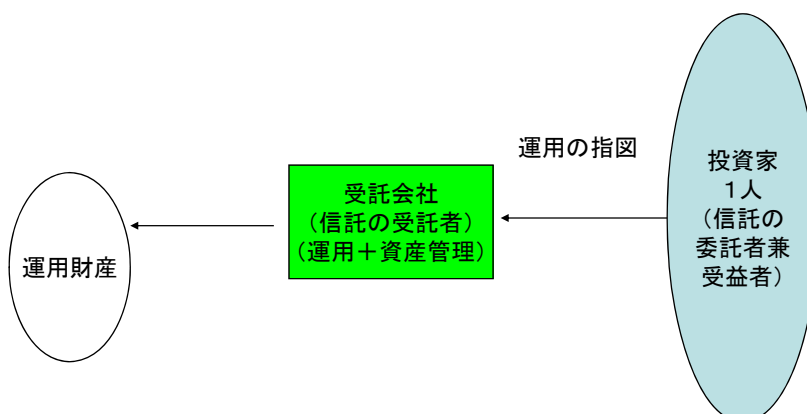 運用の指図
投資家
１人
（信託の
委託者兼
受益者）
受託会社
（信託の受託者）
（運用＋資産管理）
運用財産